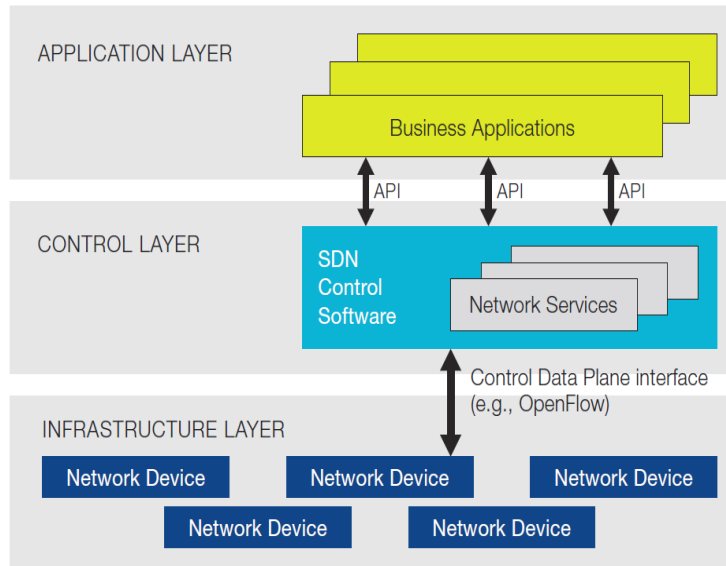 APPLICATION LAYER
Business Applications
API
API
API
CONTROL LAYER
SDN
Control
Software
Network Services
Control Data Plane interface
(e.g., OpenFlow)
INFRASTRUCTURE LAYER
Network Device
Network Device
Network Device
Network Device
Network Device